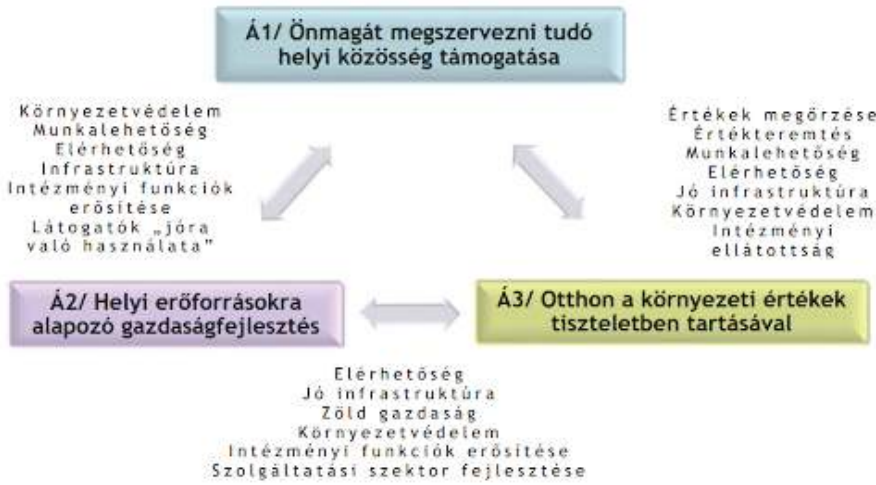 Á1/ Önmagát megszervezni tudó
helyi közösség támogatása
Környezetvédelem
Munkalehetőség
Elérhetőség
Infrastruktúra
Intézményi funkciók
erősítése
Látogatók „jóra
való használata”
Értékek megőrzése
Értékteremtés
Munkalehetőség
Elérhetőség
Jó infrastruktúra
Környezetvédelem
Intézményi
ellátottság
Á2/ Helyi erőforrásokra
alapozó gazdaságfejlesztés
Á3/ Otthon a környezeti értékek
tiszteletben tartásával
Elérhetőség
Jó infrastruktúra
Zöld gazdaság
Környezetvédelem
Intézményi funkciók erősítése
Szolgáltatási szektor fejlesztése